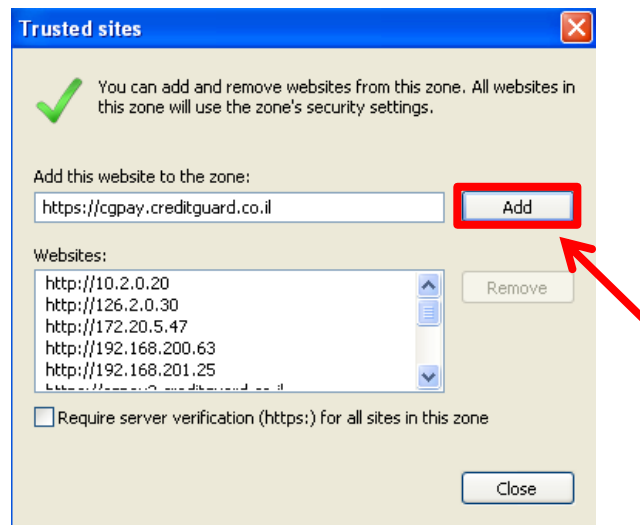 Trusted sites
You can add and remove websites from this zone. All websites in
this zone will use the zone's security settings.
Add this website to the zone:
https://cgpay.creditguard.co.il
Add
Websites:
http://10.2.0.20
http://126.2.0.30
http://172.20.5.47
http://192.168.200.63
http://192.168.201.25
Remove
Require server verification (https:) for all sites in this zone
Close